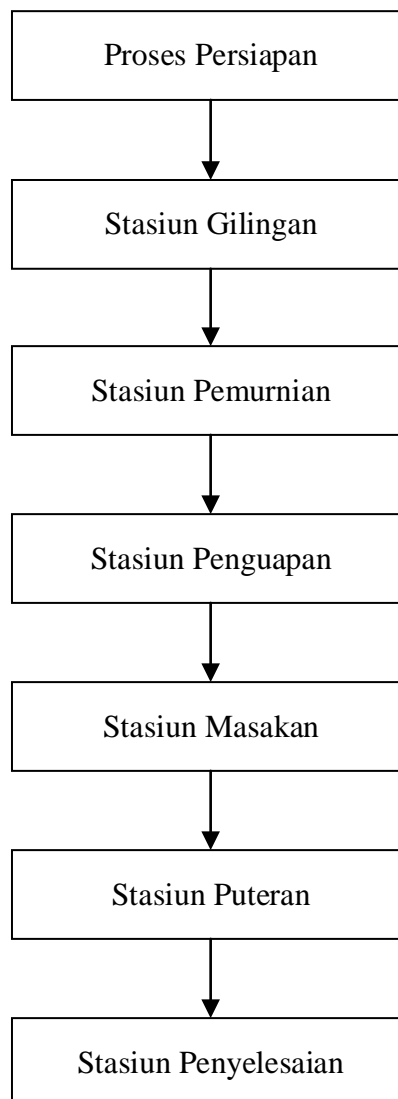 Proses Persiapan
Stasiun Gilingan
Stasiun Pemurnian
Stasiun Penguapan
Stasiun Masakan
Stasiun Puteran
Stasiun Penyelesaian